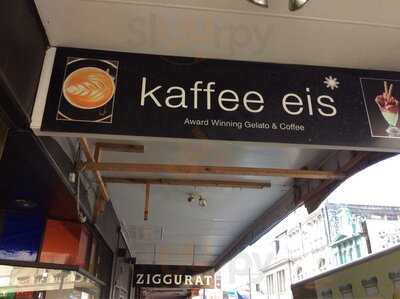 kaffee eis*
Award Winning Gelato & Coffee
ZIGGURAT